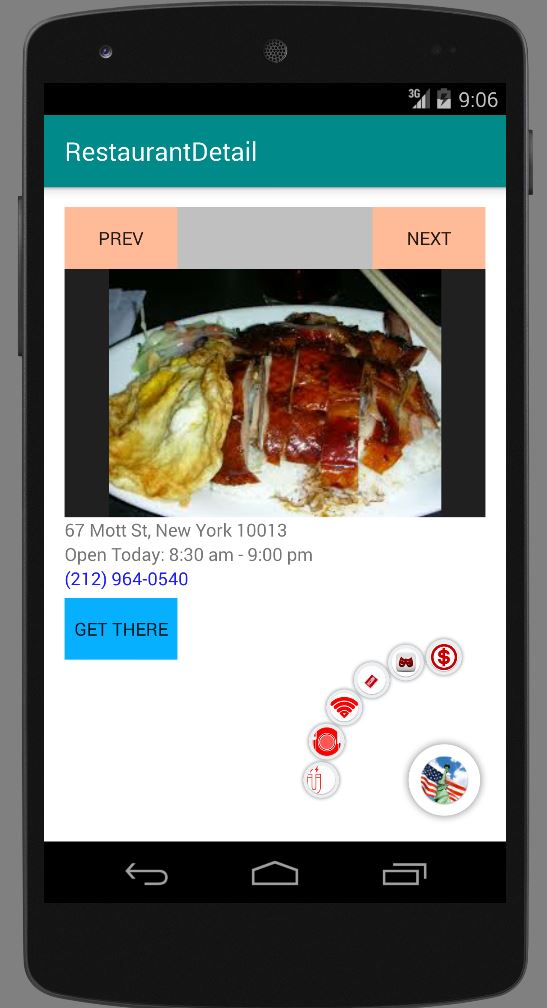 3G 9:06
RestaurantDetail
PREV NEXT
67 Mott St, New York 10013
Open Today: 8:30 am - 9:00 pm
(212) 964-0540
GET THERE
$